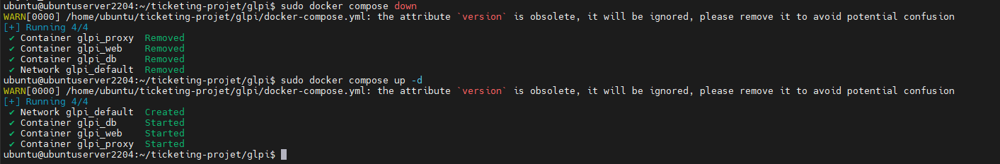 ubuntu@ubuntuserver2204:~/ticketing-projet/glpi$ sudo docker compose down
WARN[0000] /home/ubuntu/ticketing-projet/glpi/docker-compose.yml: the attribute `version` is obsolete, it will be ignored, please remove it to avoid potential confusion
[+] Running 4/4
✔ Container glpi_proxy  Removed
✔ Container glpi_web    Removed
✔ Container glpi_db     Removed
✔ Network glpi_default  Removed
ubuntu@ubuntuserver2204:~/ticketing-projet/glpi$ sudo docker compose up -d
WARN[0000] /home/ubuntu/ticketing-projet/glpi/docker-compose.yml: the attribute `version` is obsolete, it will be ignored, please remove it to avoid potential confusion
[+] Running 4/4
✔ Network glpi_default  Created
✔ Container glpi_db     Started
✔ Container glpi_web    Started
✔ Container glpi_proxy  Started
ubuntu@ubuntuserver2204:~/ticketing-projet/glpi$